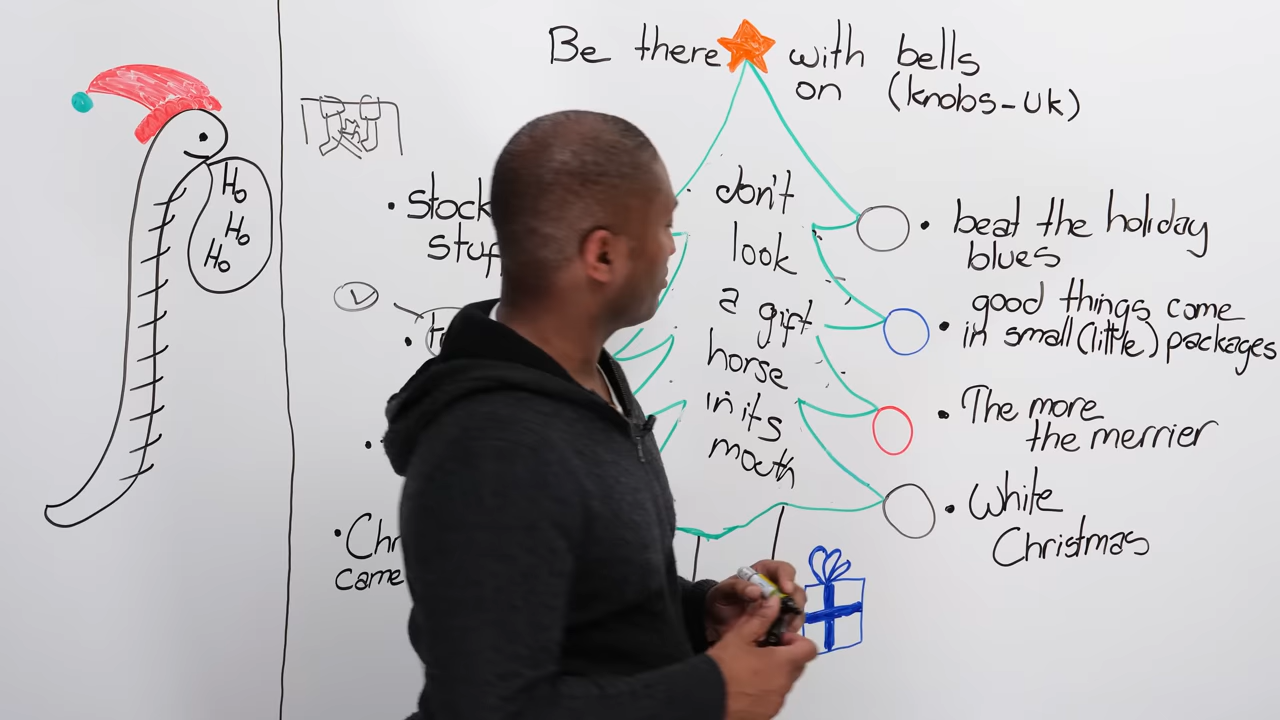 Ho
Ho
Ho
Be there with bells
on (knobs-UK)
• stock
stuf
• Chr
came
don't
look
a gift
horse
in its
mouth
• beat the holiday
blues
good things come
• in small (little) packages
• The more
the merrier
• White
Christmas